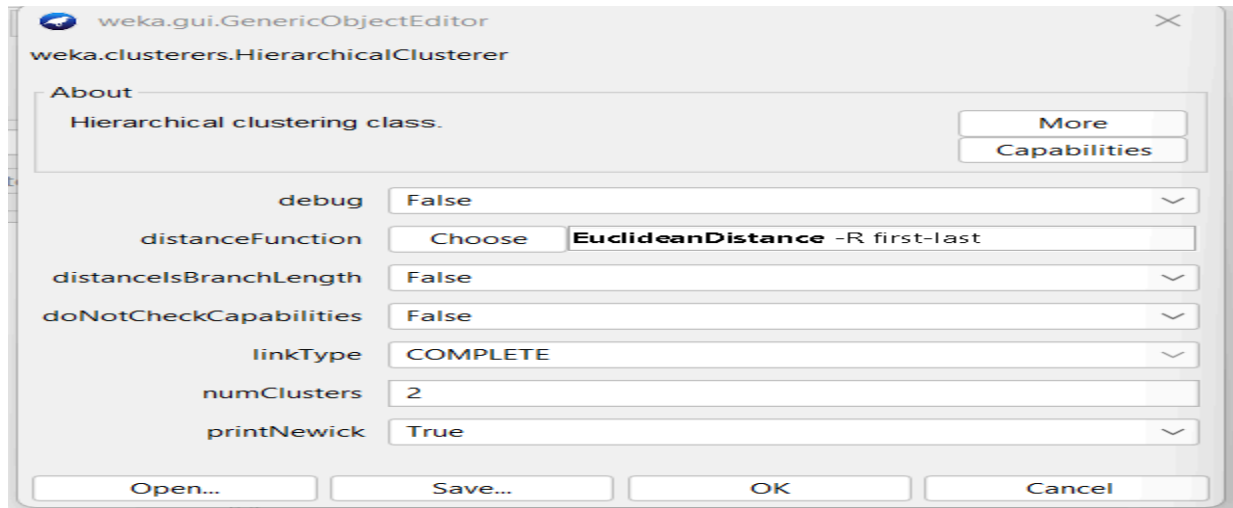 weka.gui.GenericObjectEditor
weka.clusterers.HierarchicalClusterer
About
Hierarchical clustering class.
More
Capabilities
debug False
distanceFunction Choose EuclideanDistance -R first-last
distanceIsBranchLength False
doNotCheckCapabilities False
linkType COMPLETE
numClusters 2
printNewick True
Open... Save... OK Cancel